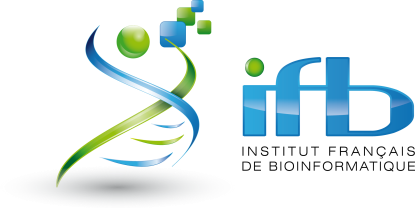 ifb
INSTITUT FRANÇAIS
DE BIOINFORMATIQUE